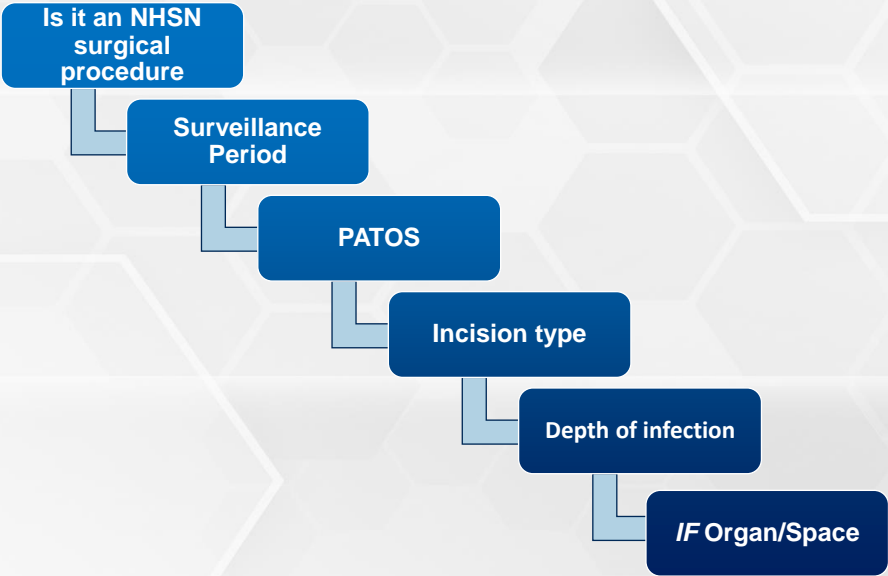 Is it an NHSN
surgical
procedure
Surveillance
Period
PATOS
Incision type
Depth of infection
IF Organ/Space